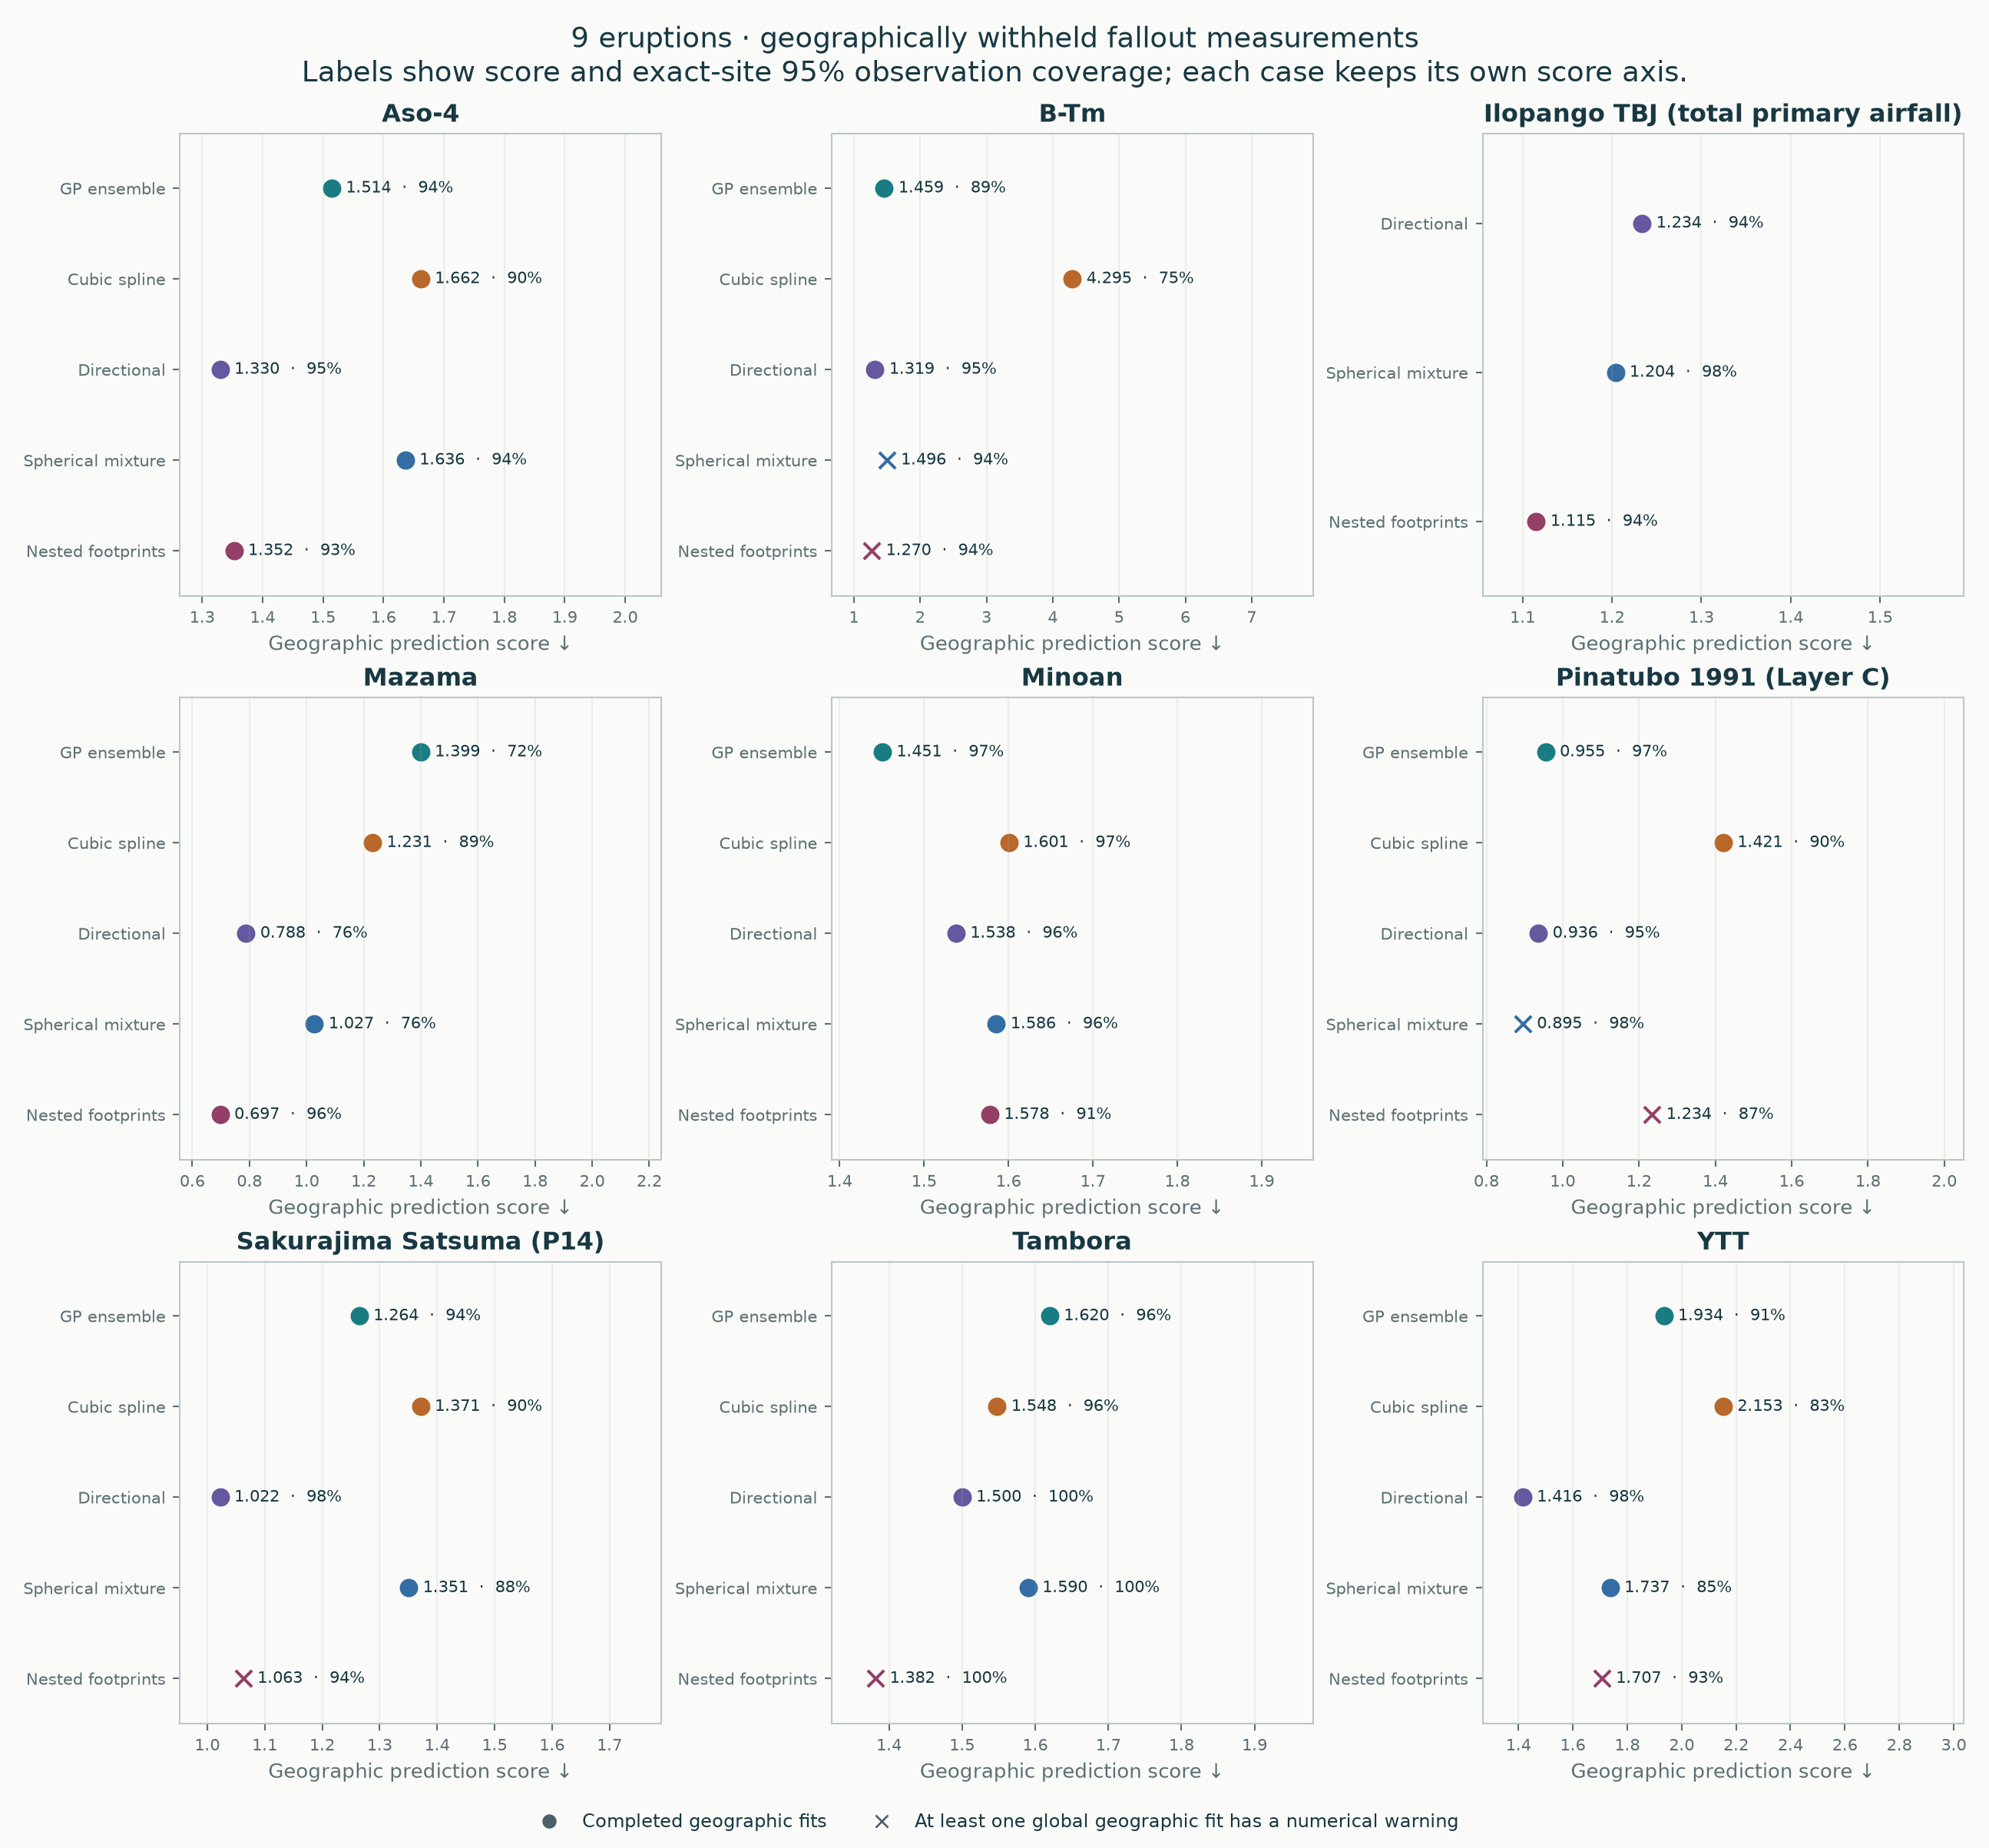 9 eruptions · geographically withheld fallout measurements
Labels show score and exact-site 95% observation coverage; each case keeps its own score axis.
Aso-4
GP ensemble
1.514 · 94%
Cubic spline
1.662 · 90%
Directional
1.330 · 95%
Spherical mixture
1.636 · 94%
Nested footprints
1.352 · 93%
1.3 1.4 1.5 1.6 1.7 1.8 1.9 2.0
Geographic prediction score ↓
B-Tm
GP ensemble
1.459 · 89%
Cubic spline
4.295 · 75%
Directional
1.319 · 95%
Spherical mixture
1.496 · 94%
Nested footprints
1.270 · 94%
1 2 3 4 5 6 7
Geographic prediction score ↓
Ilopango TBJ (total primary airfall)
Directional
1.234 · 94%
Spherical mixture
1.204 · 98%
Nested footprints
1.115 · 94%
1.1 1.2 1.3 1.4 1.5
Geographic prediction score ↓
Mazama
GP ensemble
1.399 · 72%
Cubic spline
1.231 · 89%
Directional
0.788 · 76%
Spherical mixture
1.027 · 76%
Nested footprints
0.697 · 96%
0.6 0.8 1.0 1.2 1.4 1.6 1.8 2.0 2.2
Geographic prediction score ↓
Minoan
GP ensemble
1.451 · 97%
Cubic spline
1.601 · 97%
Directional
1.538 · 96%
Spherical mixture
1.586 · 96%
Nested footprints
1.578 · 91%
1.4 1.5 1.6 1.7 1.8 1.9
Geographic prediction score ↓
Pinatubo 1991 (Layer C)
GP ensemble
0.955 · 97%
Cubic spline
1.421 · 90%
Directional
0.936 · 95%
Spherical mixture
0.895 · 98%
Nested footprints
1.234 · 87%
0.8 1.0 1.2 1.4 1.6 1.8 2.0
Geographic prediction score ↓
Sakurajima Satsuma (P14)
GP ensemble
1.264 · 94%
Cubic spline
1.371 · 90%
Directional
1.022 · 98%
Spherical mixture
1.351 · 88%
Nested footprints
1.063 · 94%
1.0 1.1 1.2 1.3 1.4 1.5 1.6 1.7
Geographic prediction score ↓
Tambora
GP ensemble
1.620 · 96%
Cubic spline
1.548 · 96%
Directional
1.500 · 100%
Spherical mixture
1.590 · 100%
Nested footprints
1.382 · 100%
1.4 1.5 1.6 1.7 1.8 1.9
Geographic prediction score ↓
YTT
GP ensemble
1.934 · 91%
Cubic spline
2.153 · 83%
Directional
1.416 · 98%
Spherical mixture
1.737 · 85%
Nested footprints
1.707 · 93%
1.4 1.6 1.8 2.0 2.2 2.4 2.6 2.8 3.0
Geographic prediction score ↓
Completed geographic fits
At least one global geographic fit has a numerical warning